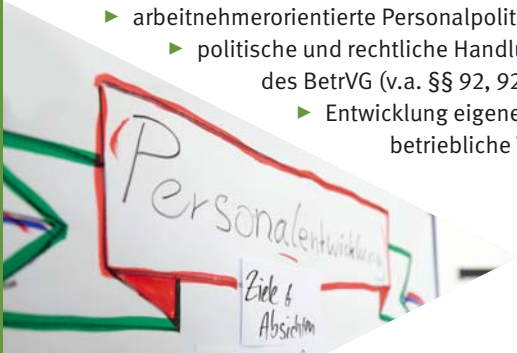 ► arbeitnehmerorientierte Personalpolit
► politische und rechtliche Handlu
des BetrVG (v.a. §§ 92, 92
► Entwicklung eigene
betriebliche
Personalentwicklung
Ziele &
Absichten